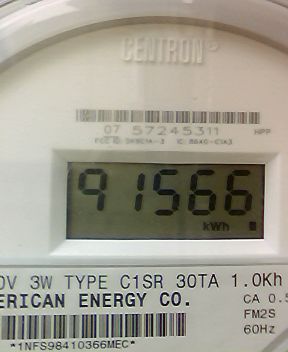 CENTRON®
07 57245311 HPP
91566
kWh
0V 3W TYPE C1SR 30TA 1.0Kh
ERICAN ENERGY CO.
CA 0.5
FM2S
60Hz
*1NFS98410366MEC*